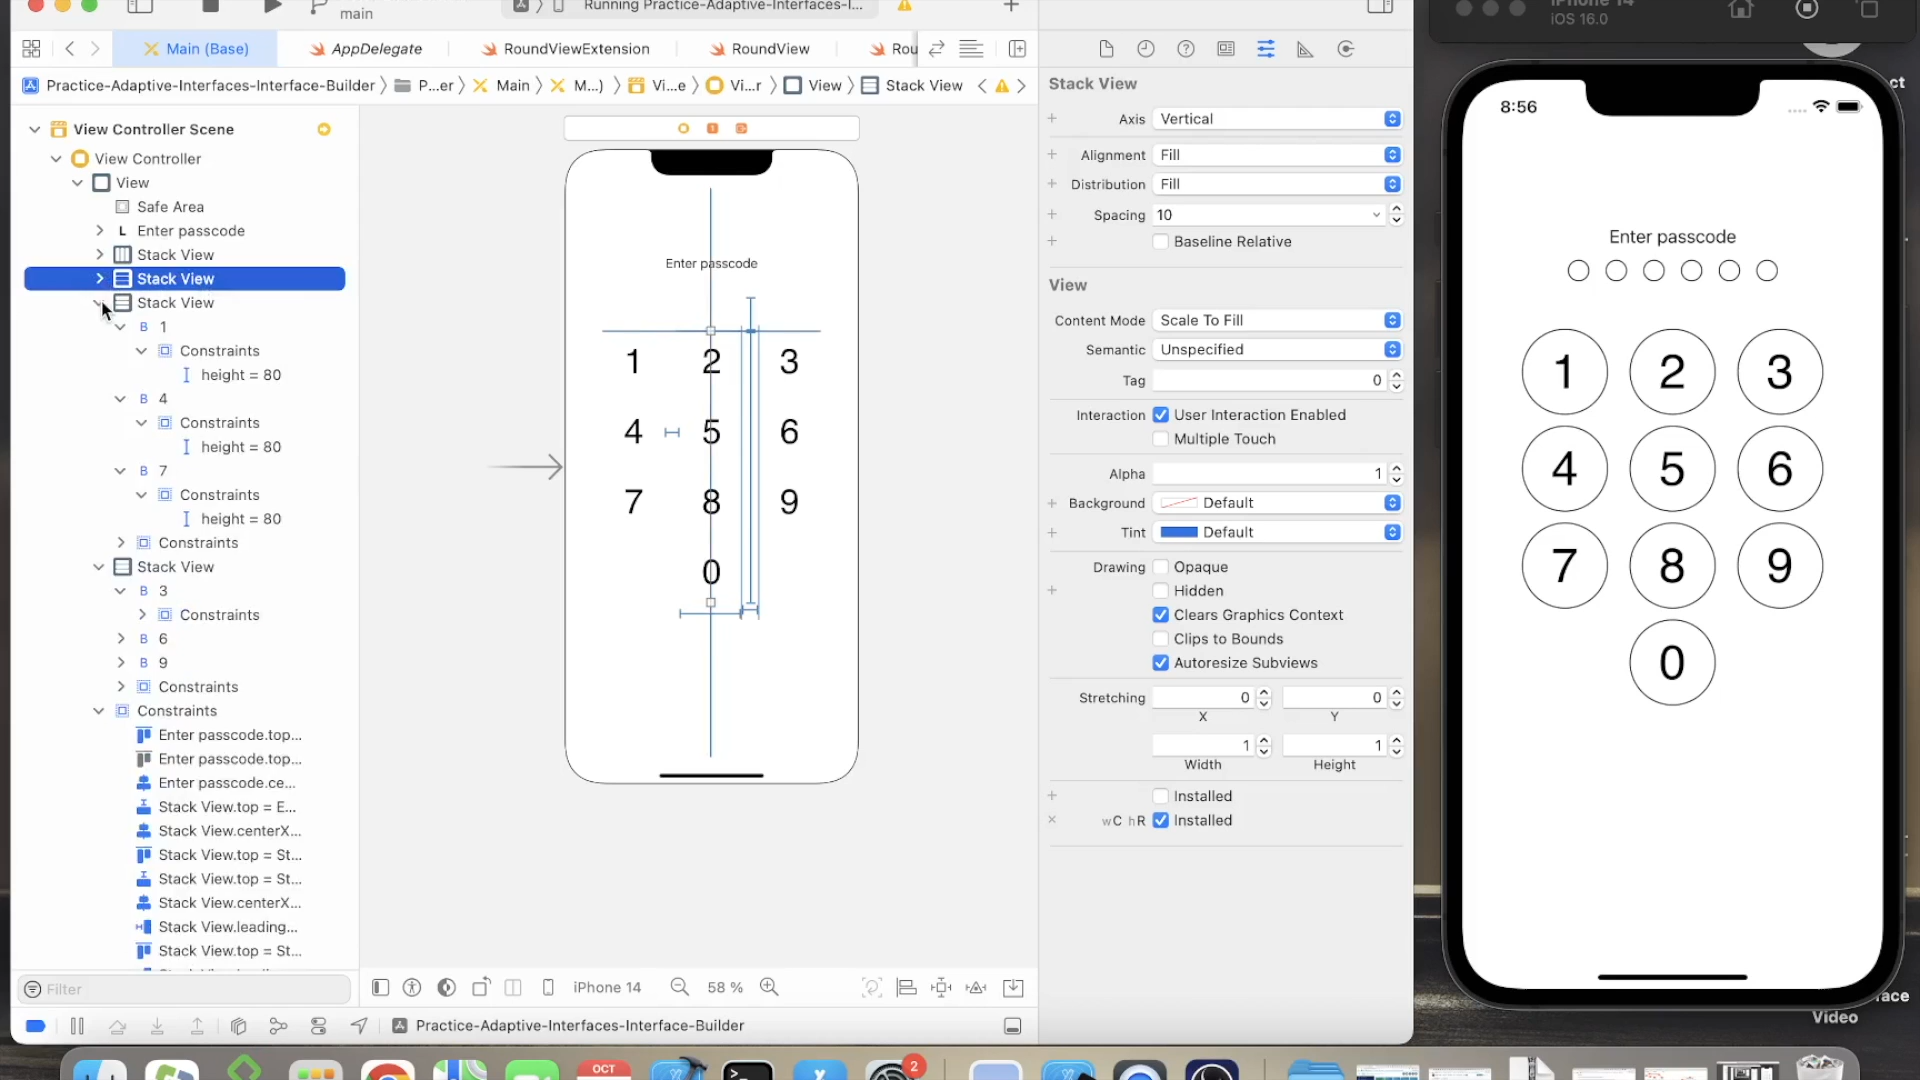 main
Running Practice-Adaptive-Interfaces-I...
Main (Base)
AppDelegate
RoundViewExtension
RoundView
Rou
Practice-Adaptive-Interfaces-Interface-Builder
P...er
Main
M...)
Vi...e
Vi...r
View
Stack View
View Controller Scene
View Controller
View
Safe Area
L Enter passcode
Stack View
Stack View
Stack View
B 1
Constraints
height = 80
B 4
Constraints
height = 80
B 7
Constraints
height = 80
Constraints
Stack View
B 3
Constraints
B 6
B 9
Constraints
Constraints
Enter passcode.top...
Enter passcode.top...
Enter passcode.ce...
Stack View.top = E...
Stack View.centerX...
Stack View.top = St...
Stack View.top = St...
Stack View.centerX...
Stack View.leading...
Stack View.top = St...
Filter
Enter passcode
1 2 3
4 5 6
7 8 9
0
iPhone 14
58 %
Practice-Adaptive-Interfaces-Interface-Builder
Stack View
Axis Vertical
Alignment Fill
Distribution Fill
Spacing 10
Baseline Relative
View
Content Mode Scale To Fill
Semantic Unspecified
Tag 0
Interaction User Interaction Enabled
Multiple Touch
Alpha 1
Background Default
Tint Default
Drawing Opaque
Hidden
Clears Graphics Context
Clips to Bounds
Autoresize Subviews
Stretching 0 0
X Y
1 1
Width Height
Installed
wC hR Installed
iPhone 14
iOS 16.0
8:56
Enter passcode
1 2 3
4 5 6
7 8 9
0
ct
ace
Video
OCT
2